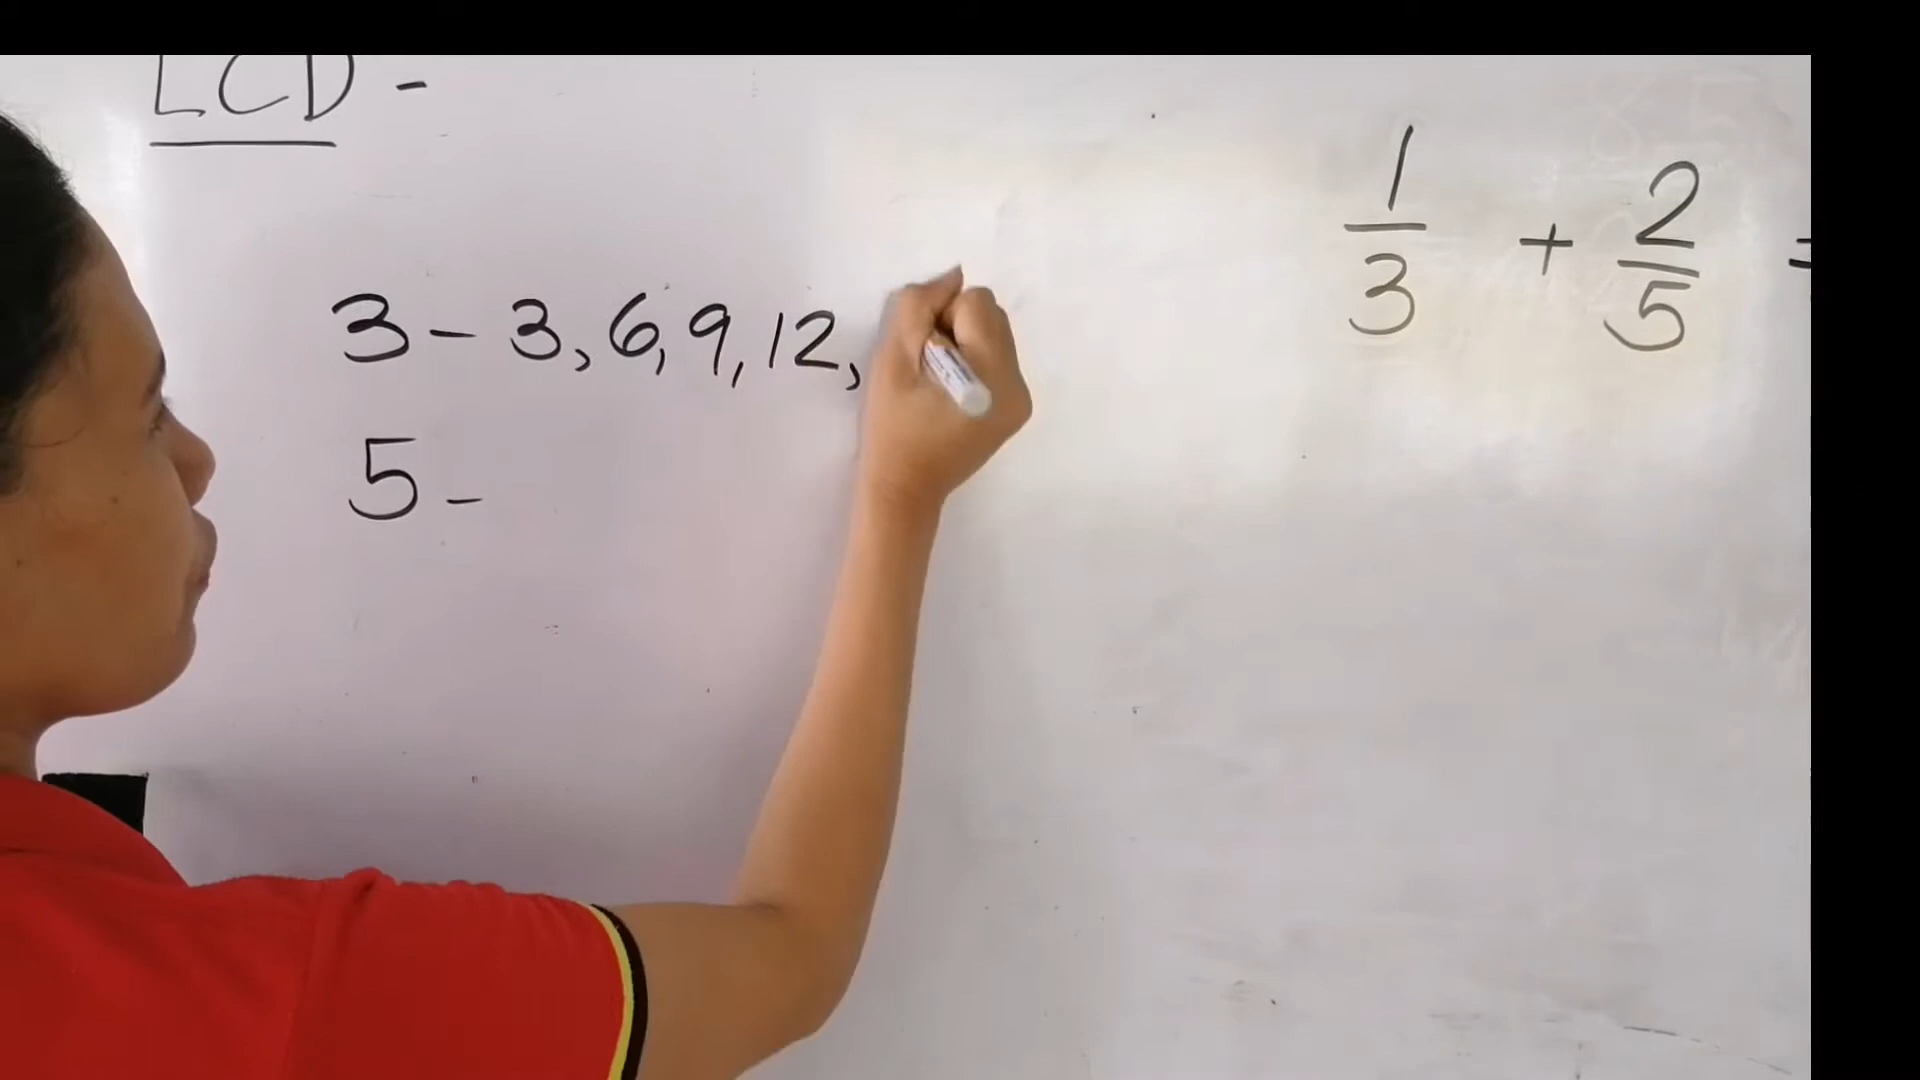 LCD -
1/3 + 2/5 =
3 - 3, 6, 9, 12,
5 -